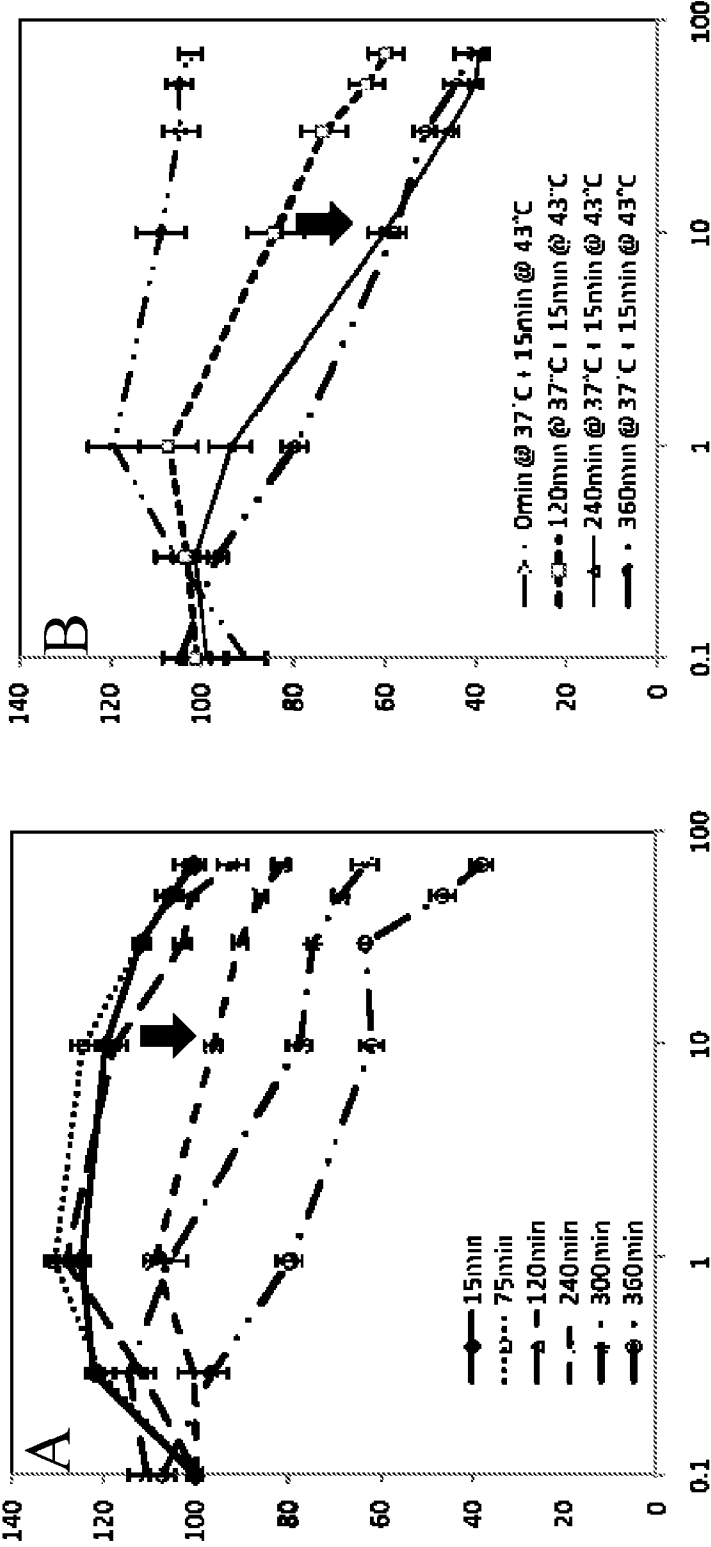 A
140
120
100
80
60
40
20
0
0.1
1
10
100
15min
75min
120min
240min
300min
360min
B
140
120
100
80
60
40
20
0
0.1
1
10
100
0min @ 37°C + 15min @ 43°C
120min @ 37°C + 15min @ 43°C
240min @ 37°C + 15min @ 43°C
360min @ 37°C + 15min @ 43°C